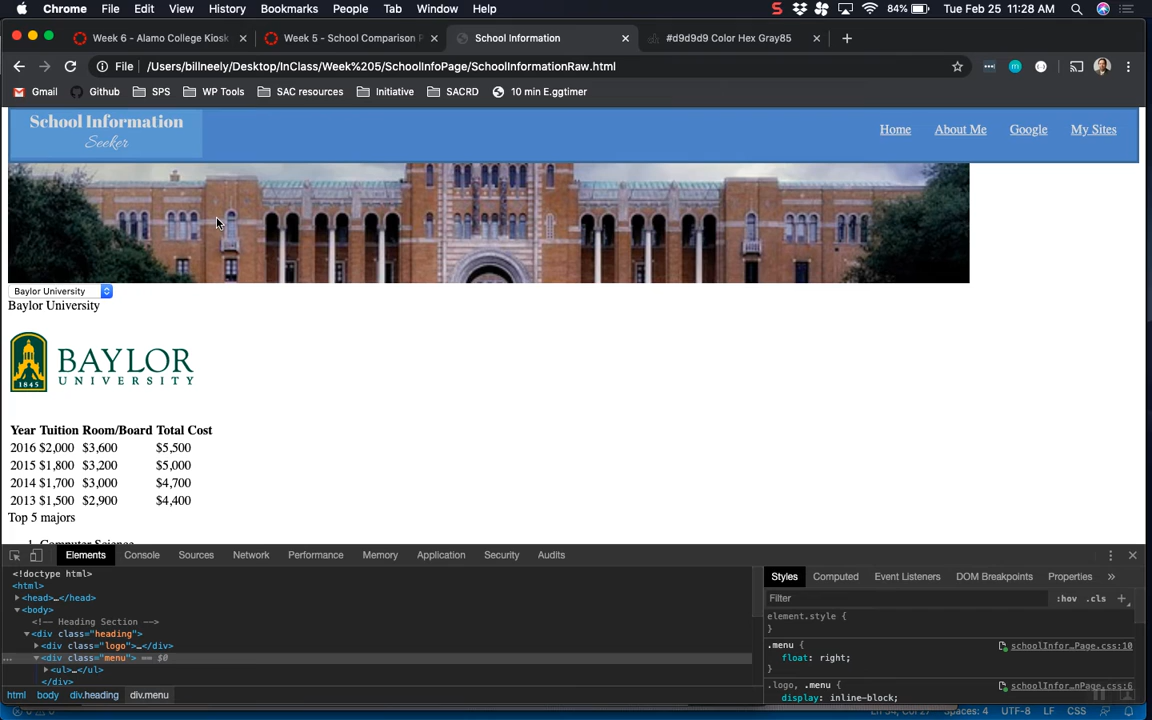 Chrome File Edit View History Bookmarks People Tab Window Help 84% Tue Feb 25 11:28 AM
Week 6 - Alamo College Kiosk Week 5 - School Comparison P School Information #d9d9d9 Color Hex Gray85
File /Users/billneely/Desktop/InClass/Week%205/SchoolInfoPage/SchoolInformationRaw.html
Gmail Github SPS WP Tools SAC resources Initiative SACRD 10 min E.ggtimer
School Information
Seeker
Home About Me Google My Sites
Baylor University
Baylor University
BAYLOR
UNIVERSITY
1845
Year Tuition Room/Board Total Cost
2016 $2,000 $3,600 $5,500
2015 $1,800 $3,200 $5,000
2014 $1,700 $3,000 $4,700
2013 $1,500 $2,900 $4,400
Top 5 majors
1. Computer Science
Elements Console Sources Network Performance Memory Application Security Audits
<!doctype html>
<html>
<head>…</head>
<body>
<!-- Heading Section -->
<div class="heading">
<div class="logo">…</div>
... <div class="menu"> == $0
<ul>…</ul>
</div>
html body div.heading div.menu
Styles Computed Event Listeners DOM Breakpoints Properties »
Filter :hov .cls +
element.style {
}
.menu { schoolInfor…Page.css:10
float: right;
}
.logo, .menu { schoolInfor…nPage.css:6
display: inline-block;
Spaces: 4 UTF-8 LF CSS